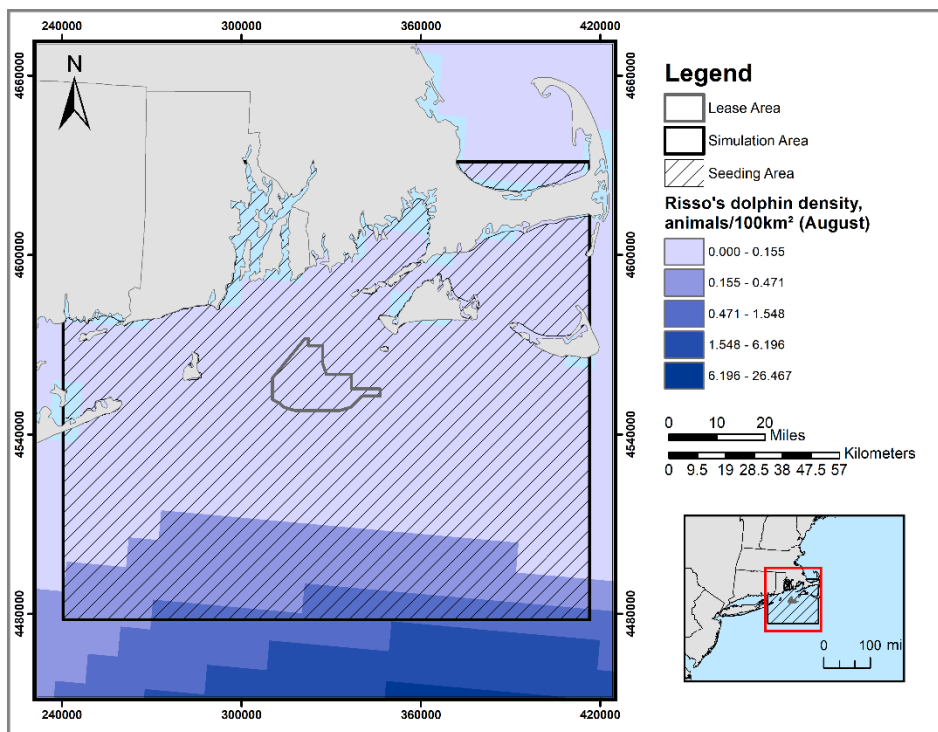 240000 300000 360000 420000
4660000 4660000
N
4600000 4600000
4540000 4540000
4480000 4480000
240000 300000 360000 420000
Legend
Lease Area
Simulation Area
Seeding Area
Risso's dolphin density,
animals/100km² (August)
0.000 - 0.155
0.155 - 0.471
0.471 - 1.548
1.548 - 6.196
6.196 - 26.467
0 10 20
Miles
Kilometers
0 9.5 19 28.5 38 47.5 57
0 100 mi